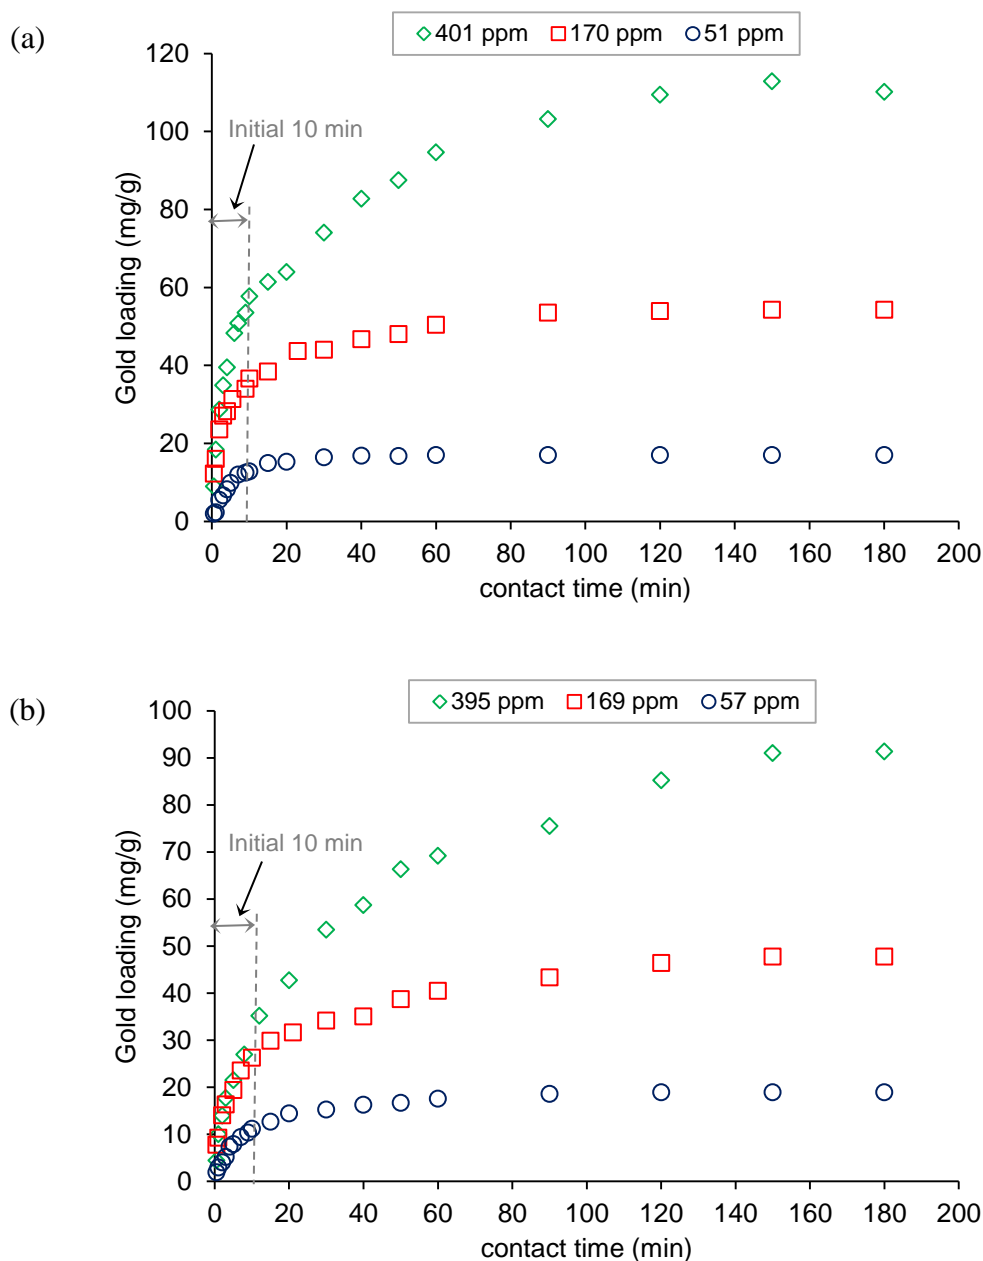 (a)
401 ppm 170 ppm 51 ppm
120
100
80
60
40
20
0
Gold loading (mg/g)
Initial 10 min
0 20 40 60 80 100 120 140 160 180 200
contact time (min)
(b)
395 ppm 169 ppm 57 ppm
100
90
80
70
60
50
40
30
20
10
0
Gold loading (mg/g)
Initial 10 min
0 20 40 60 80 100 120 140 160 180 200
contact time (min)